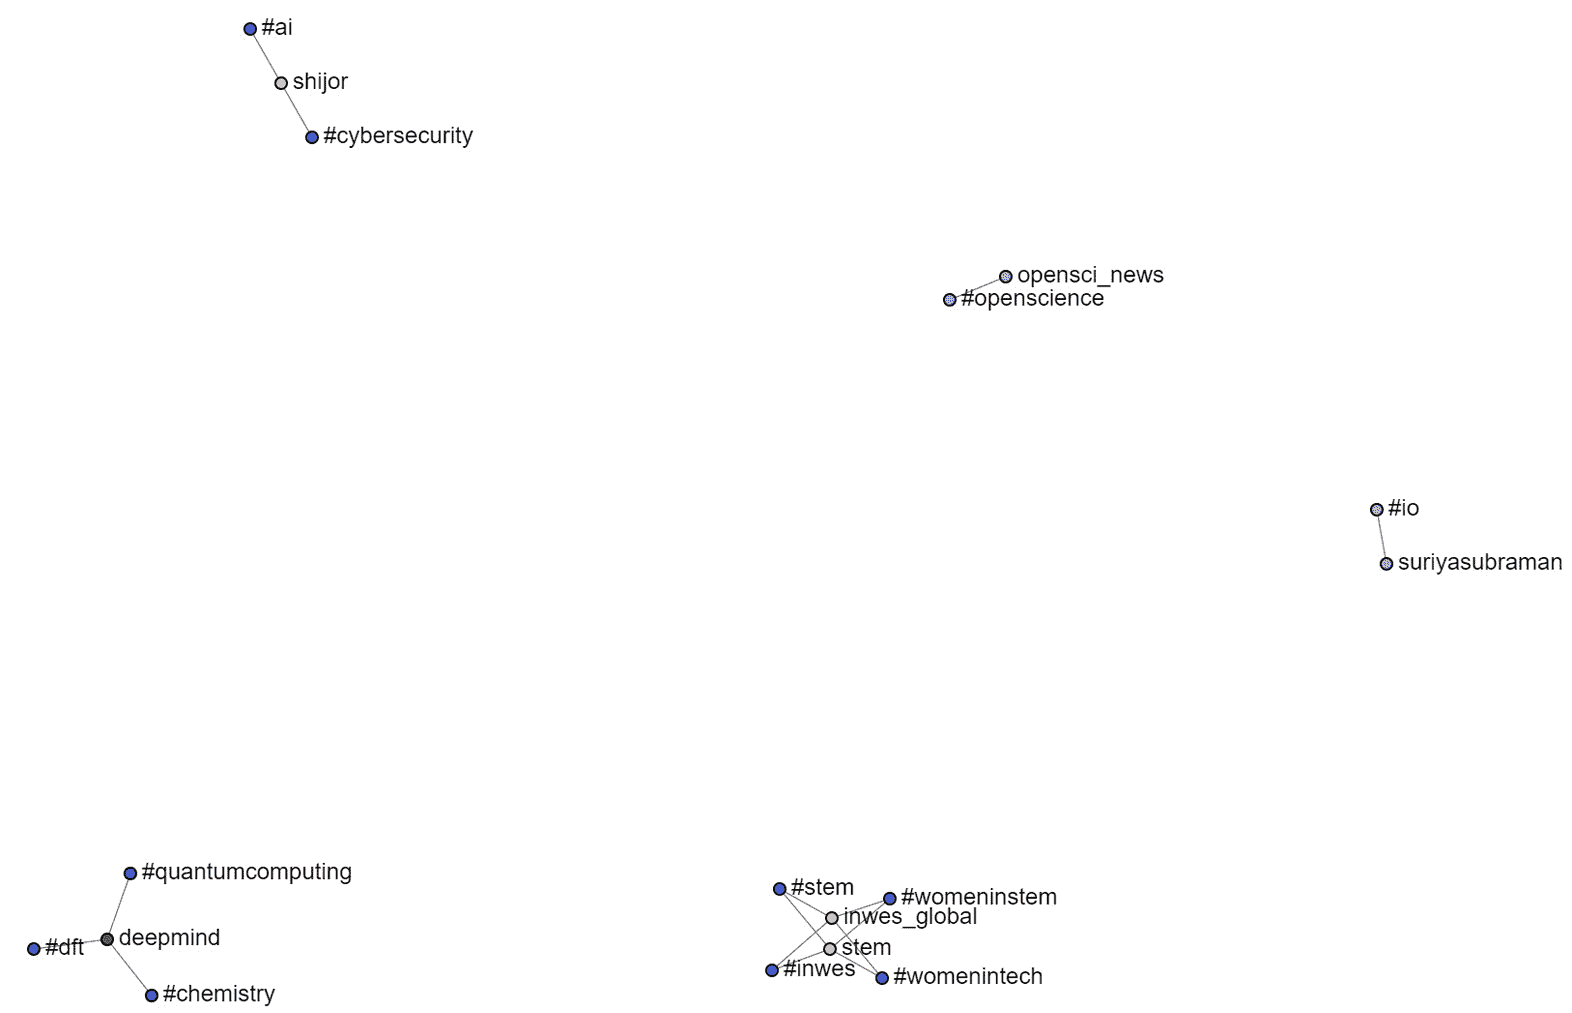 #ai
shijor
#cybersecurity
opensci_news
#openscience
#io
suriyasubraman
#quantumcomputing
deepmind
#dft
#chemistry
#stem
#womeninstem
inwes_global
stem
#inwes
#womenintech